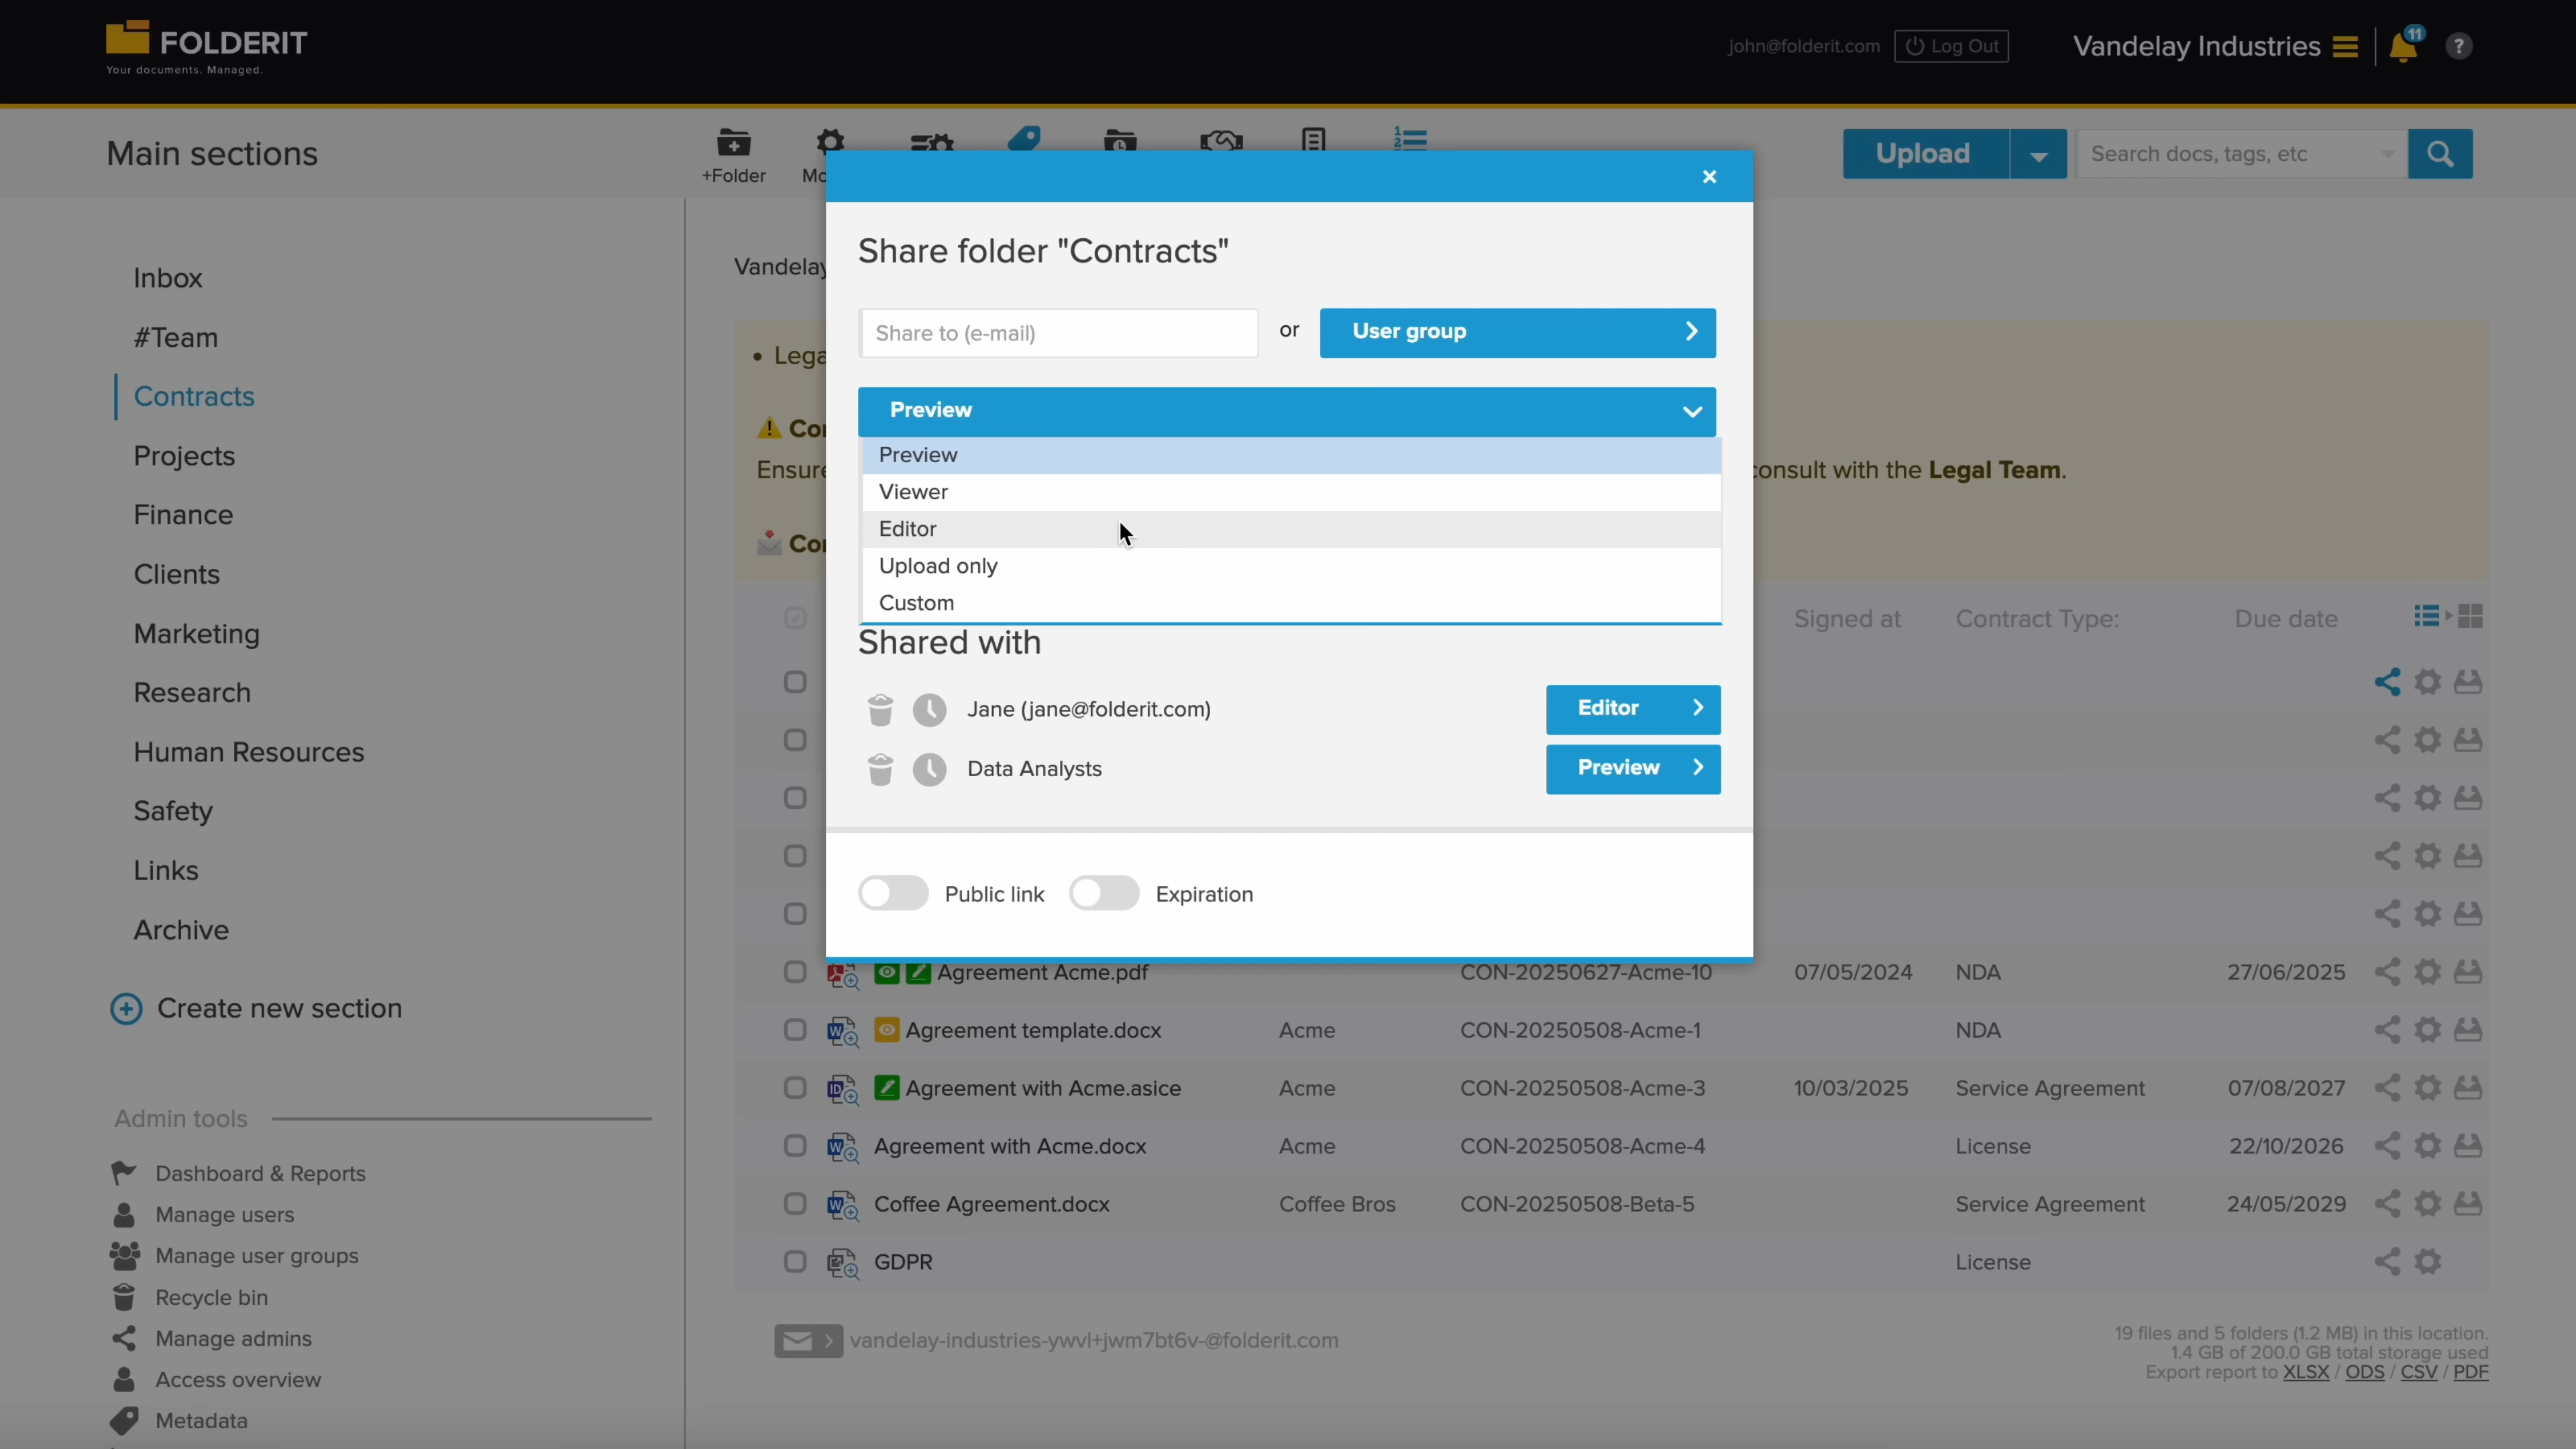 FOLDERIT
Your documents. Managed.
john@folderit.com
Log Out
Vandelay Industries
11
?
Main sections
+Folder
Upload
Search docs, tags, etc
Inbox
#Team
Contracts
Projects
Finance
Clients
Marketing
Research
Human Resources
Safety
Links
Archive
Create new section
Admin tools
Dashboard & Reports
Manage users
Manage user groups
Recycle bin
Manage admins
Access overview
Metadata
Vandelay
consult with the Legal Team.
Share folder "Contracts"
Share to (e-mail)
or
User group
Preview
Preview
Viewer
Editor
Upload only
Custom
Shared with
Jane (jane@folderit.com)
Editor
Data Analysts
Preview
Public link
Expiration
Signed at Contract Type: Due date
Agreement Acme.pdf CON-20250627-Acme-10 07/05/2024 NDA 27/06/2025
Agreement template.docx Acme CON-20250508-Acme-1 NDA
Agreement with Acme.asice Acme CON-20250508-Acme-3 10/03/2025 Service Agreement 07/08/2027
Agreement with Acme.docx Acme CON-20250508-Acme-4 License 22/10/2026
Coffee Agreement.docx Coffee Bros CON-20250508-Beta-5 Service Agreement 24/05/2029
GDPR License
vandelay-industries-ywvl+jwm7bt6v-@folderit.com
19 files and 5 folders (1.2 MB) in this location.
1.4 GB of 200.0 GB total storage used
Export report to XLSX / ODS / CSV / PDF